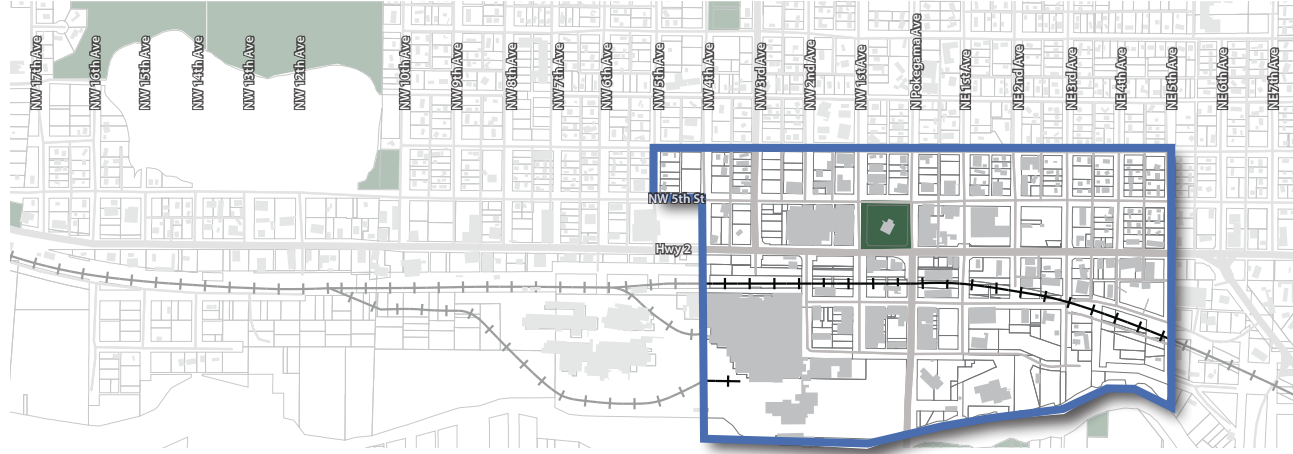 NW 17th Ave
NW 16th Ave
NW 15th Ave
NW 14th Ave
NW 13th Ave
NW 12th Ave
NW 10th Ave
NW 9th Ave
NW 8th Ave
NW 7th Ave
NW 6th Ave
NW 5th Ave
NW 4th Ave
NW 3rd Ave
NW 2nd Ave
NW 1st Ave
N Pokegama Ave
NE 1st Ave
NE 2nd Ave
NE 3rd Ave
NE 4th Ave
NE 5th Ave
NE 6th Ave
NE 7th Ave
NW 5th St
Hwy 2